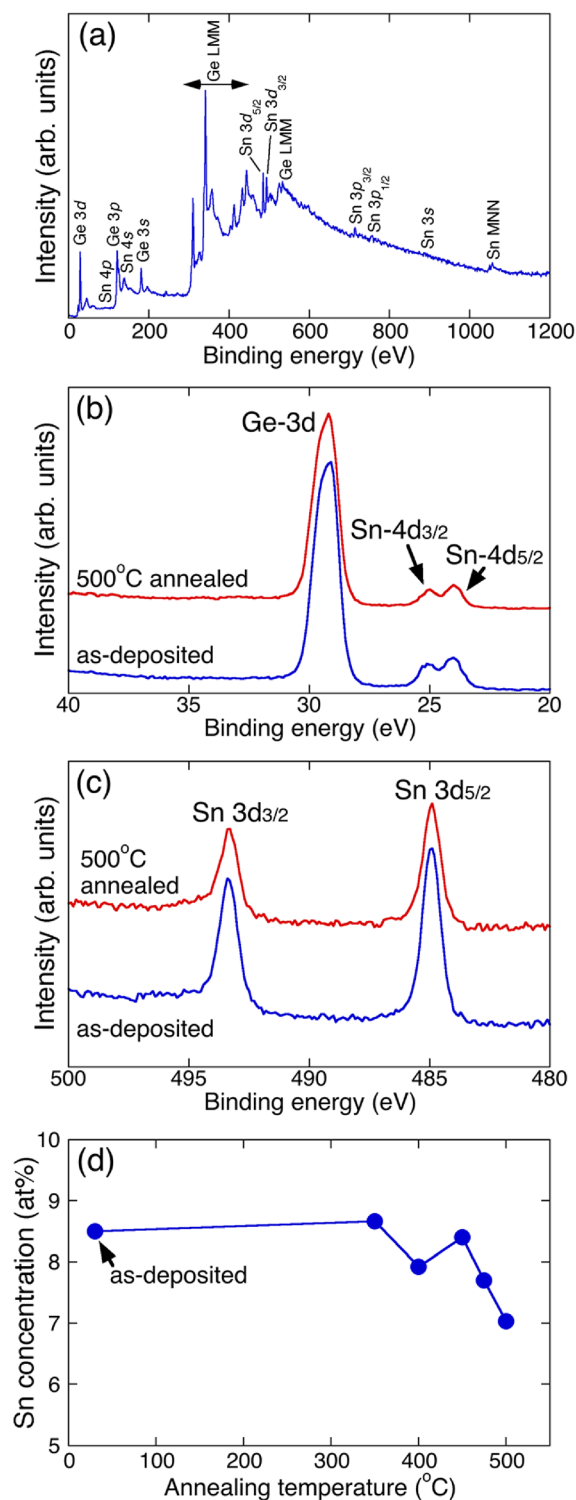 (a)
Intensity (arb. units)
Ge 3d
Sn 4p
Ge 3p
Sn 4s
Ge 3s
Ge LMM
Sn 3d5/2
Sn 3d3/2
Ge LMM
Sn 3p3/2
Sn 3p1/2
Sn 3s
Sn MNN
0 200 400 600 800 1000 1200
Binding energy (eV)
(b)
Intensity (arb. units)
Ge-3d
Sn-4d3/2
Sn-4d5/2
500°C annealed
as-deposited
40 35 30 25 20
Binding energy (eV)
(c)
Intensity (arb. units)
Sn 3d3/2
Sn 3d5/2
500°C
annealed
as-deposited
500 495 490 485 480
Binding energy (eV)
(d)
Sn concentration (at%)
10
9
8
7
6
5
as-deposited
0 100 200 300 400 500
Annealing temperature (°C)